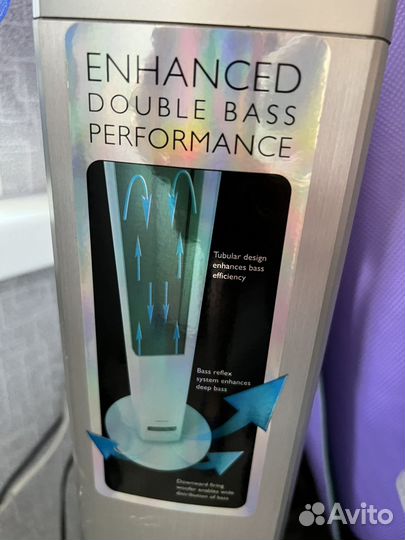 ENHANCED
DOUBLE BASS
PERFORMANCE
Tubular design
enhances bass
efficiency
Bass reflex
system enhances
deep bass
Downward firing
woofer enables wide
distribution of bass
Avito